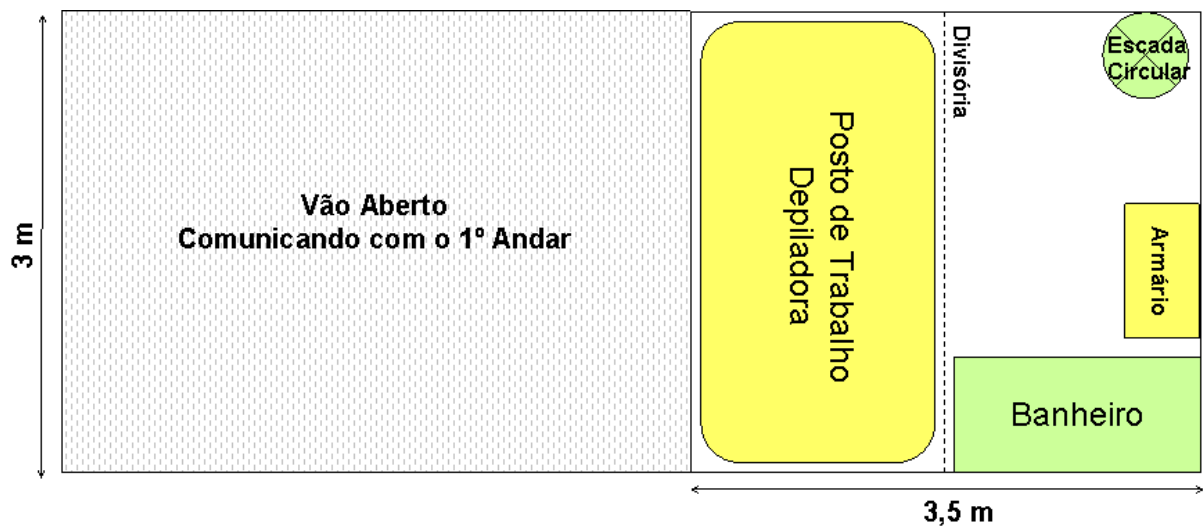 3 m
Vão Aberto
Comunicando com o 1º Andar
Posto de Trabalho
Depiladora
Divisória
Escada
Circular
Armário
Banheiro
3,5 m